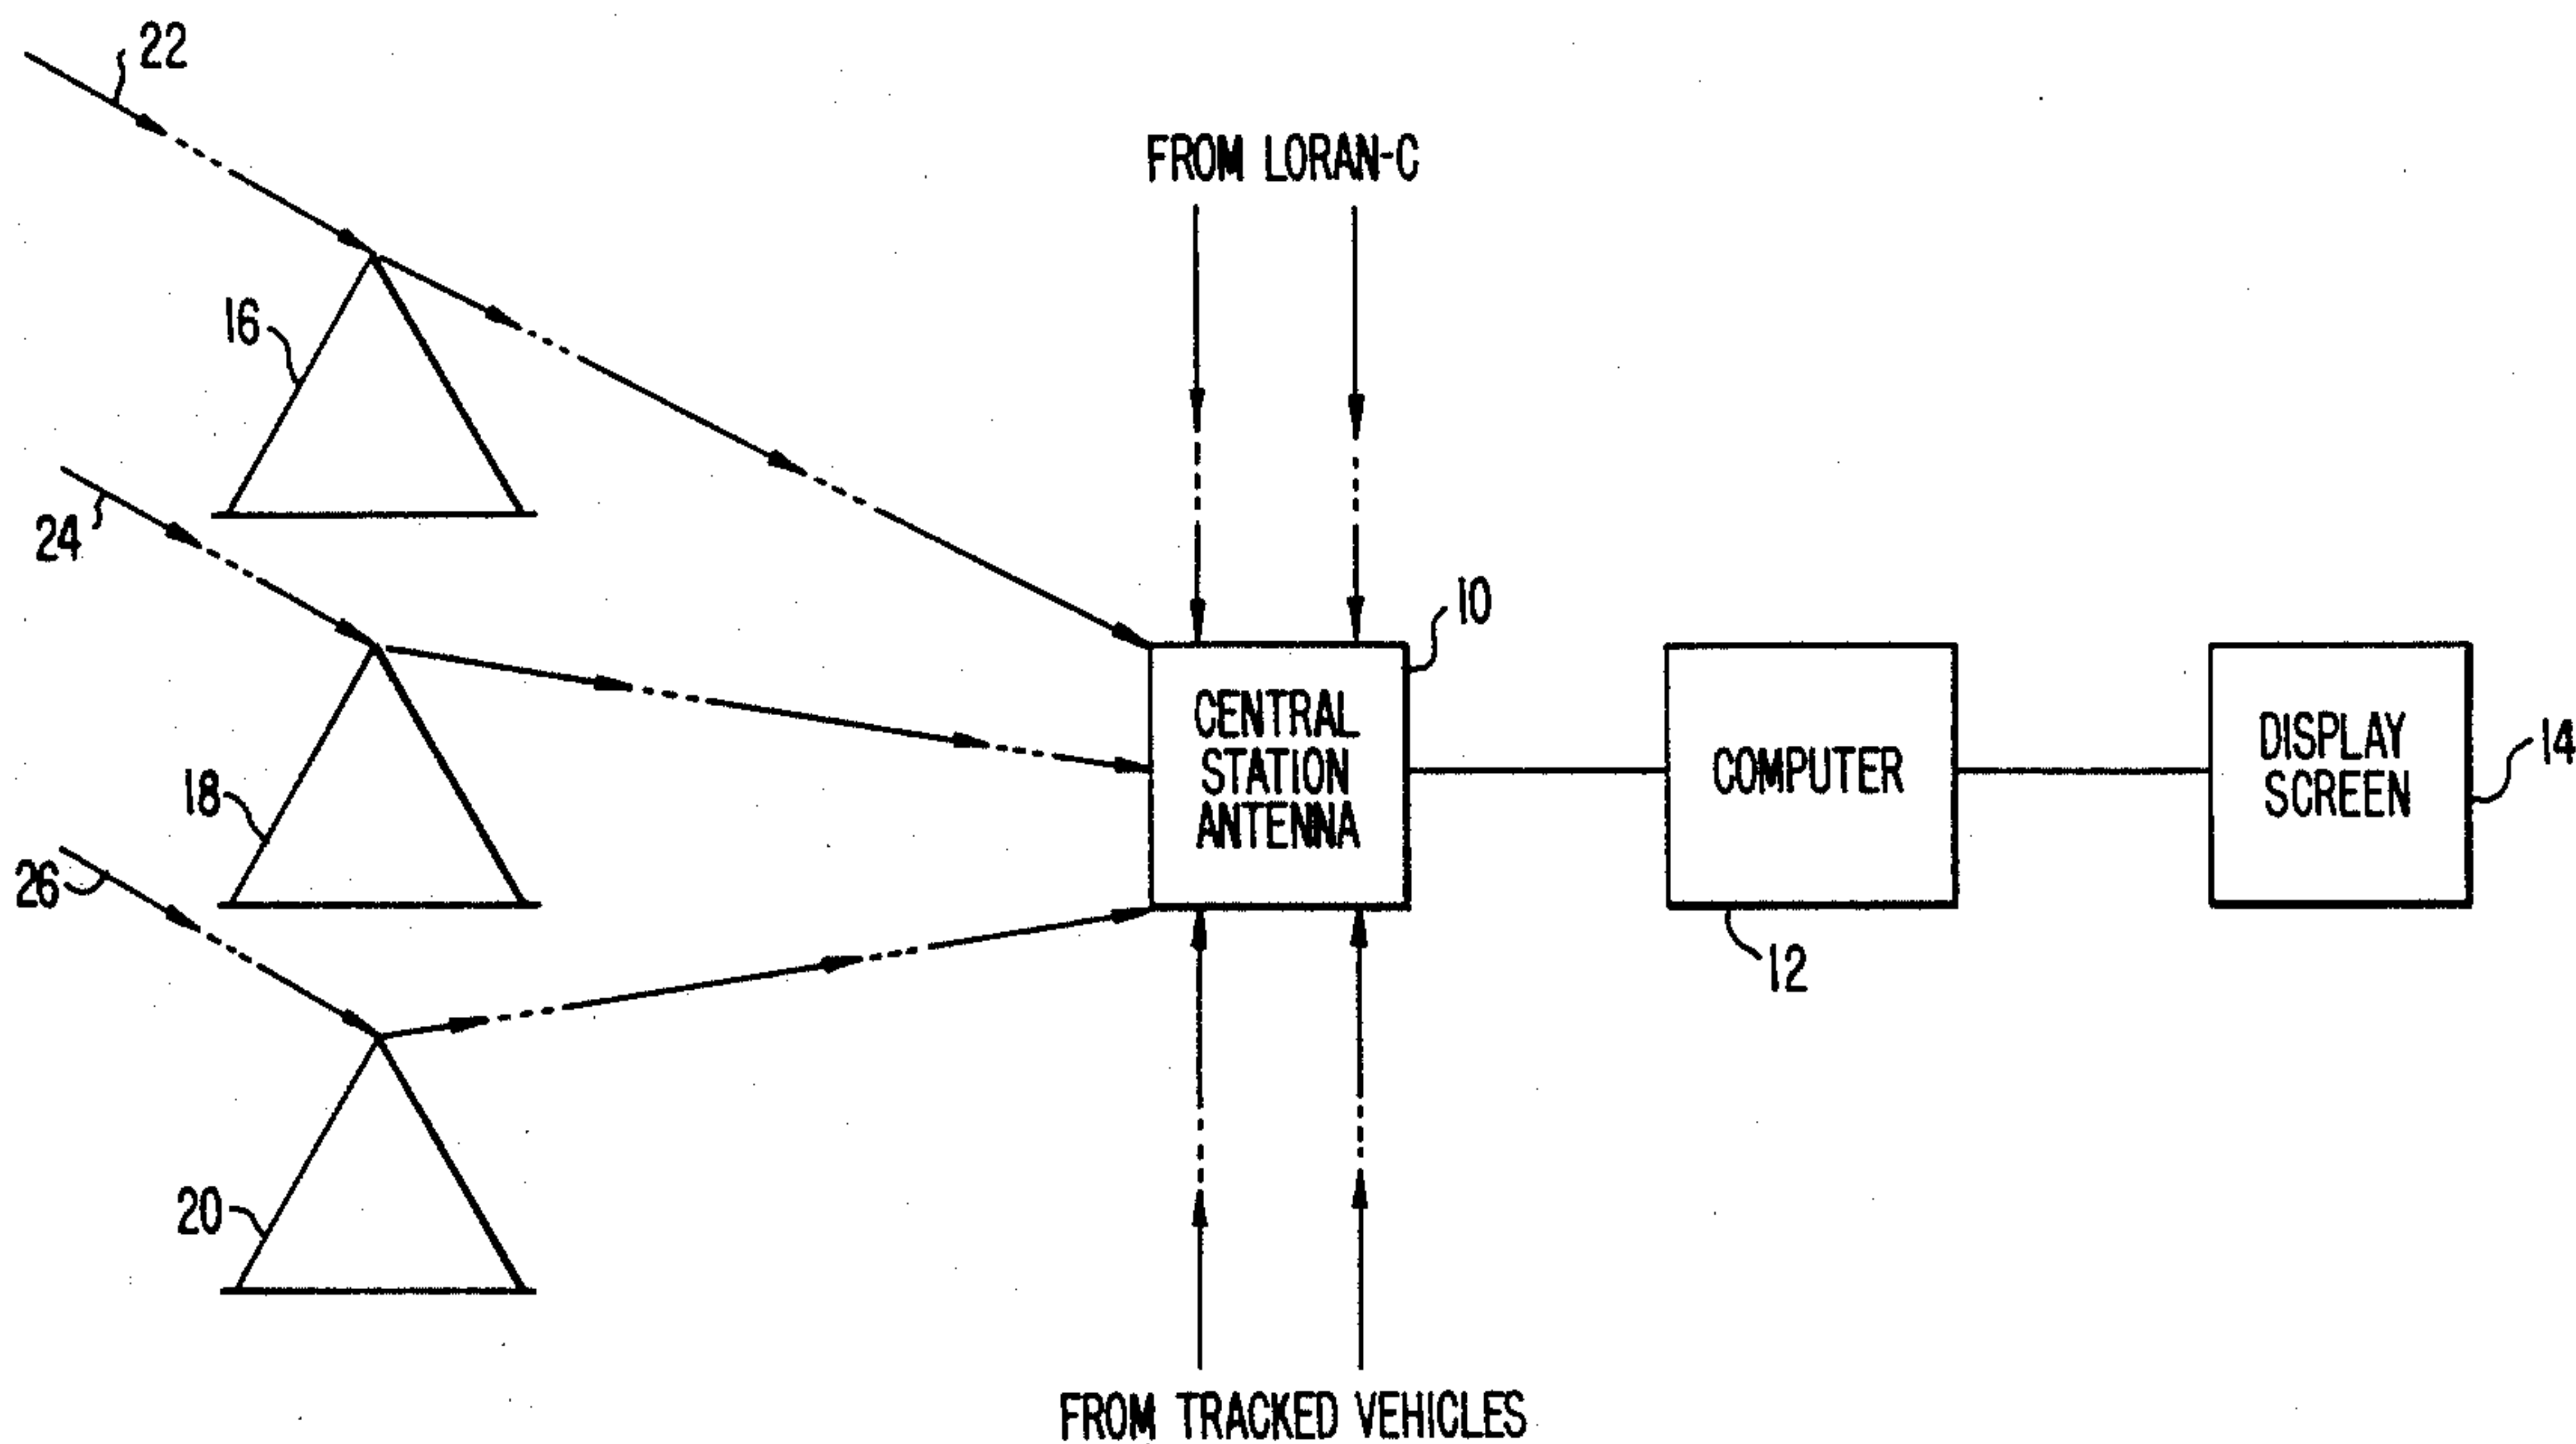 22
FROM LORAN-C
16
24
10
CENTRAL
STATION
ANTENNA
COMPUTER
DISPLAY
SCREEN
14
18
26
12
20
FROM TRACKED VEHICLES